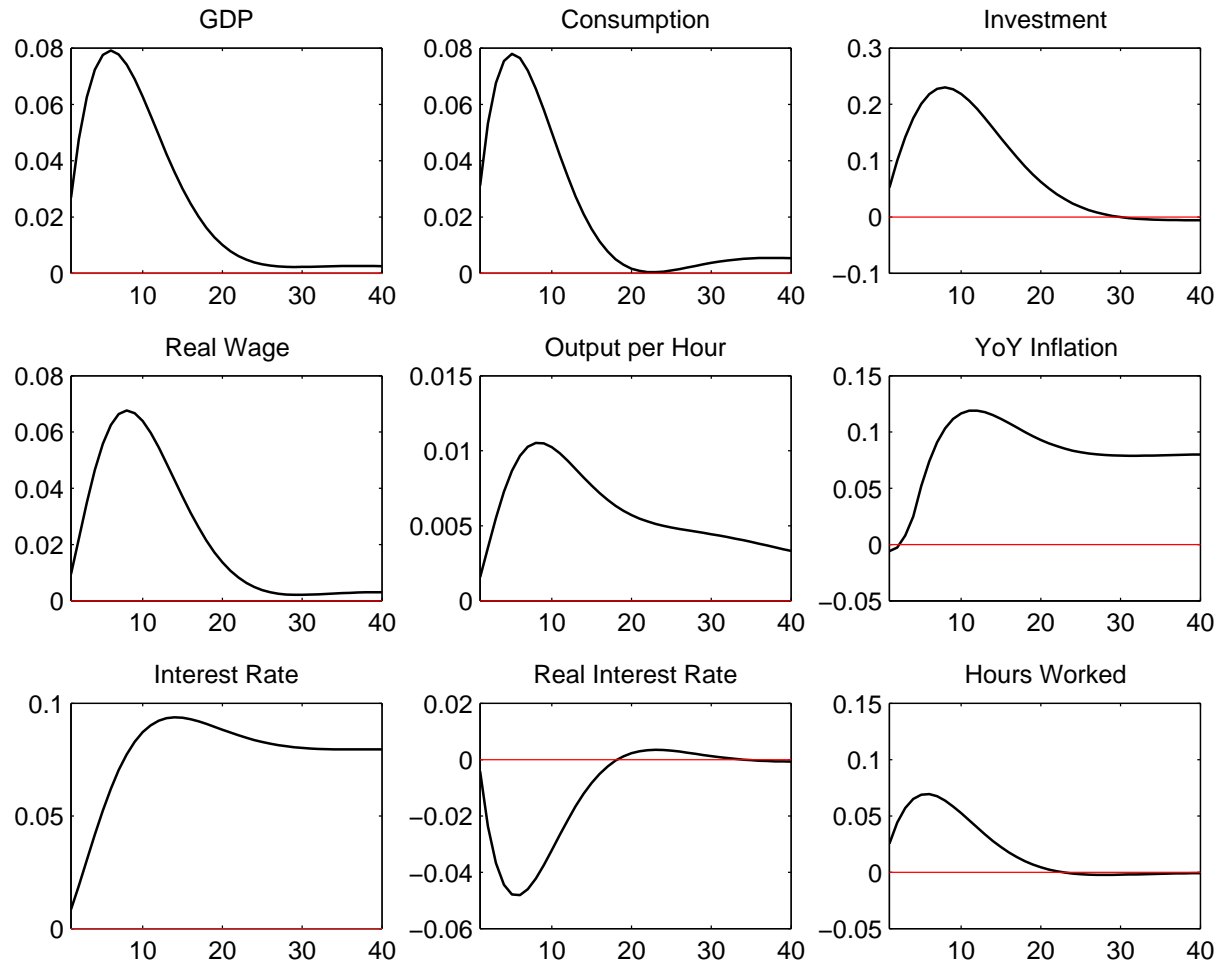 GDP
0.08
0.06
0.04
0.02
0
10 20 30 40
Consumption
0.08
0.06
0.04
0.02
0
10 20 30 40
Investment
0.3
0.2
0.1
0
−0.1
10 20 30 40
Real Wage
0.08
0.06
0.04
0.02
0
10 20 30 40
Output per Hour
0.015
0.01
0.005
0
10 20 30 40
YoY Inflation
0.15
0.1
0.05
0
−0.05
10 20 30 40
Interest Rate
0.1
0.05
0
10 20 30 40
Real Interest Rate
0.02
0
−0.02
−0.04
−0.06
10 20 30 40
Hours Worked
0.15
0.1
0.05
0
−0.05
10 20 30 40